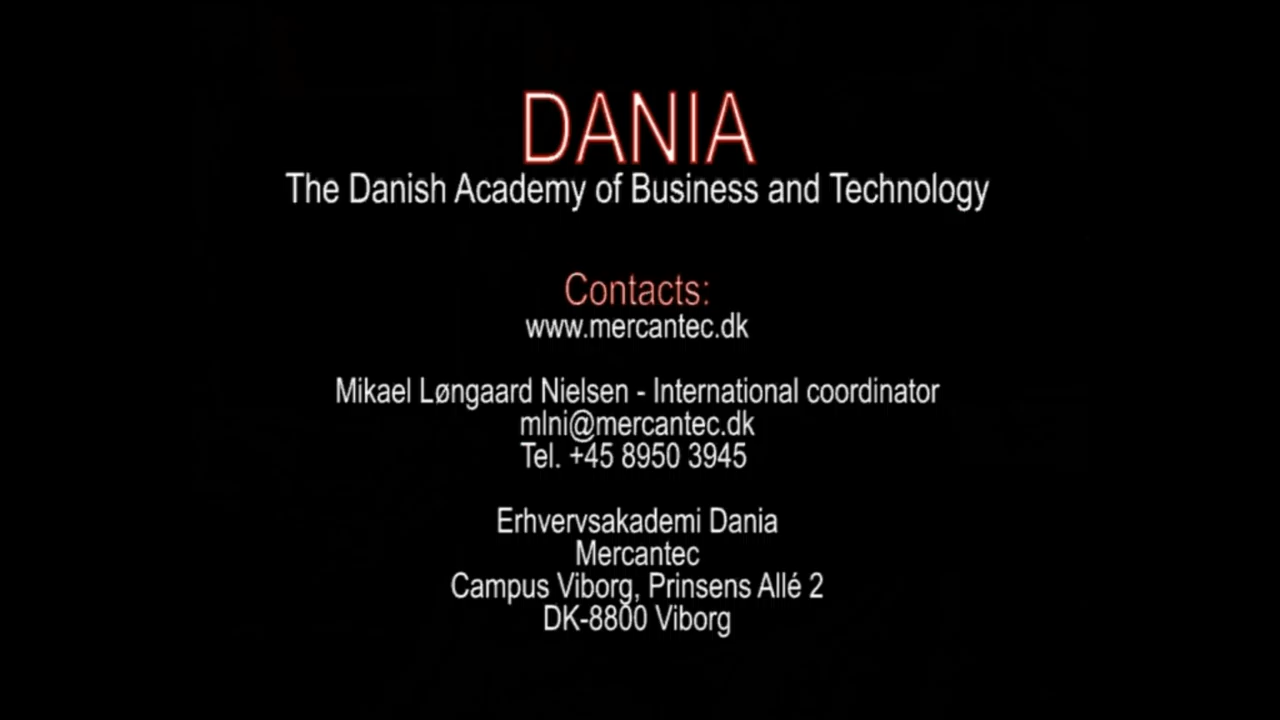 DANIA
The Danish Academy of Business and Technology
Contacts:
www.mercantec.dk
Mikael Løngaard Nielsen - International coordinator
mlni@mercantec.dk
Tel. +45 8950 3945
Erhvervsakademi Dania
Mercantec
Campus Viborg, Prinsens Allé 2
DK-8800 Viborg